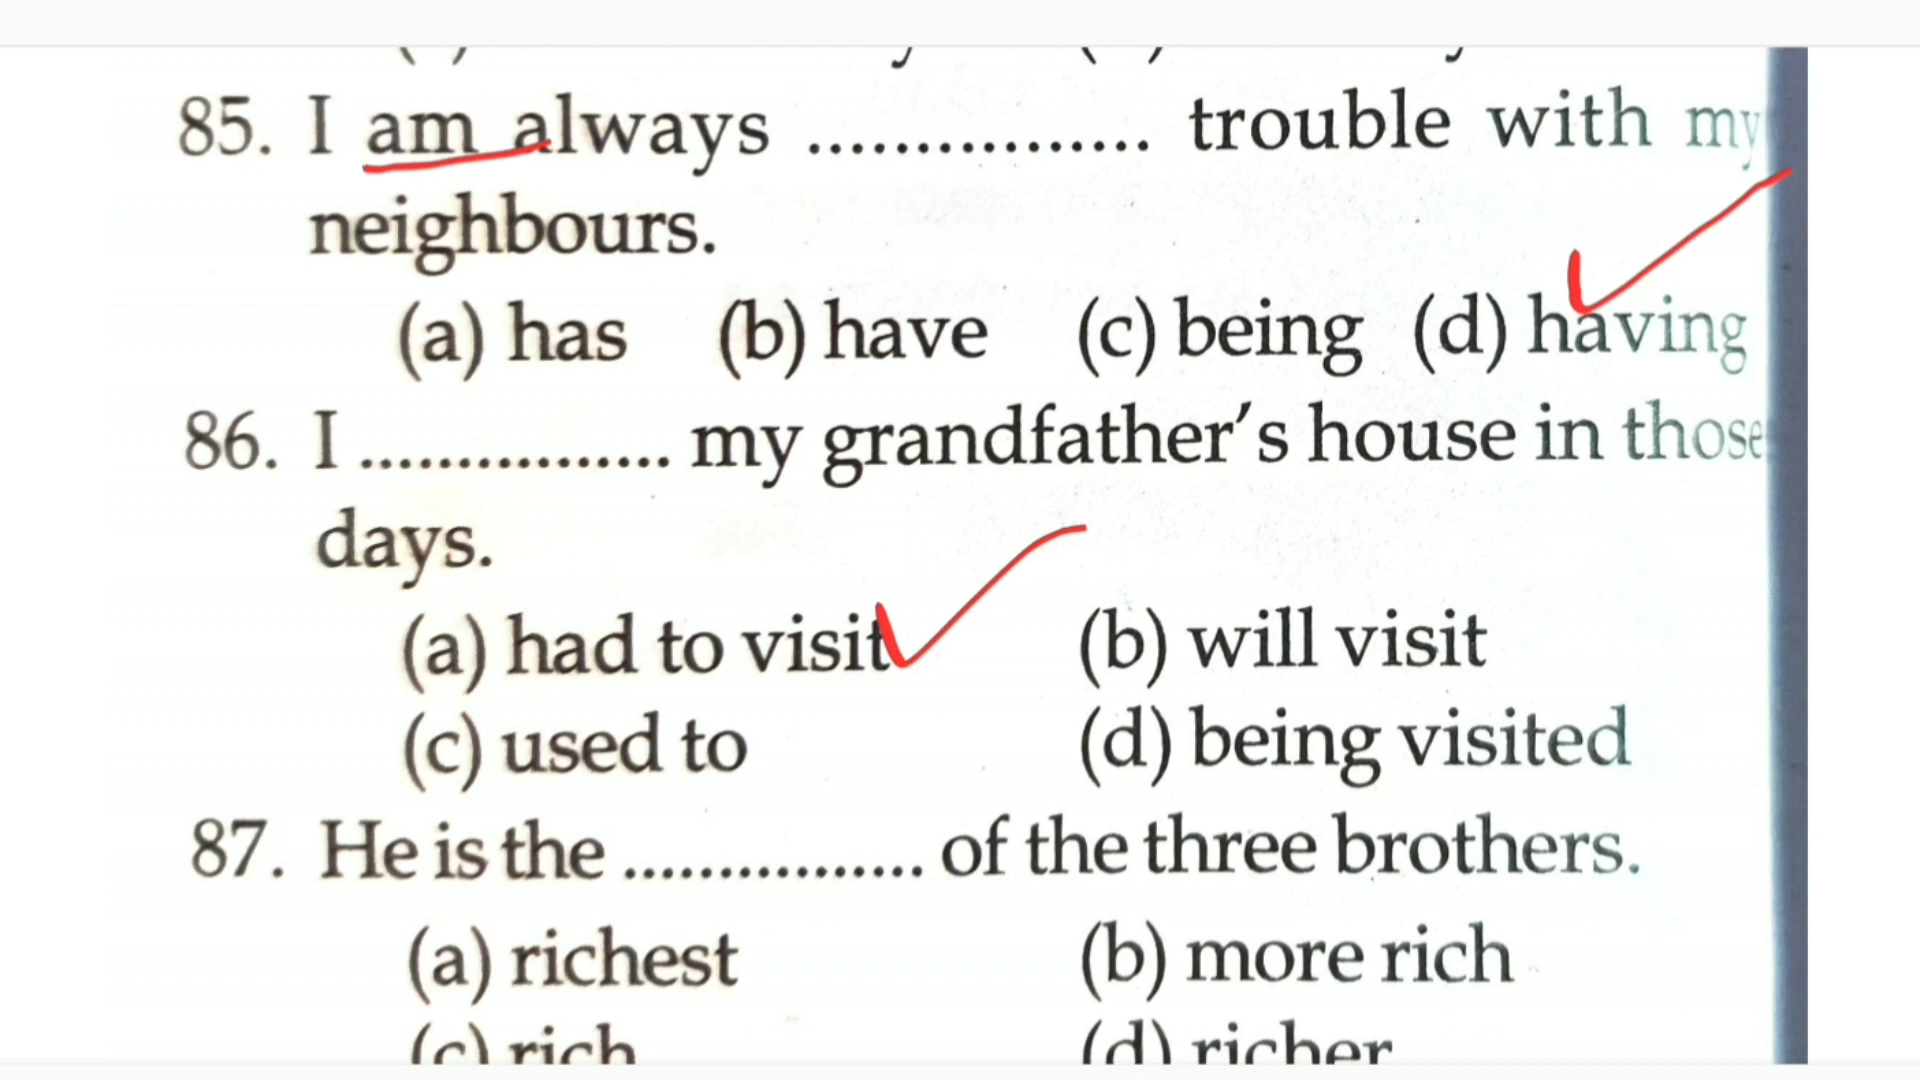 85. I am always ................ trouble with my
neighbours.
(a) has (b) have (c) being (d) having
86. I ................ my grandfather's house in those
days.
(a) had to visit (b) will visit
(c) used to (d) being visited
87. He is the ................ of the three brothers.
(a) richest (b) more rich
(c) rich (d) richer